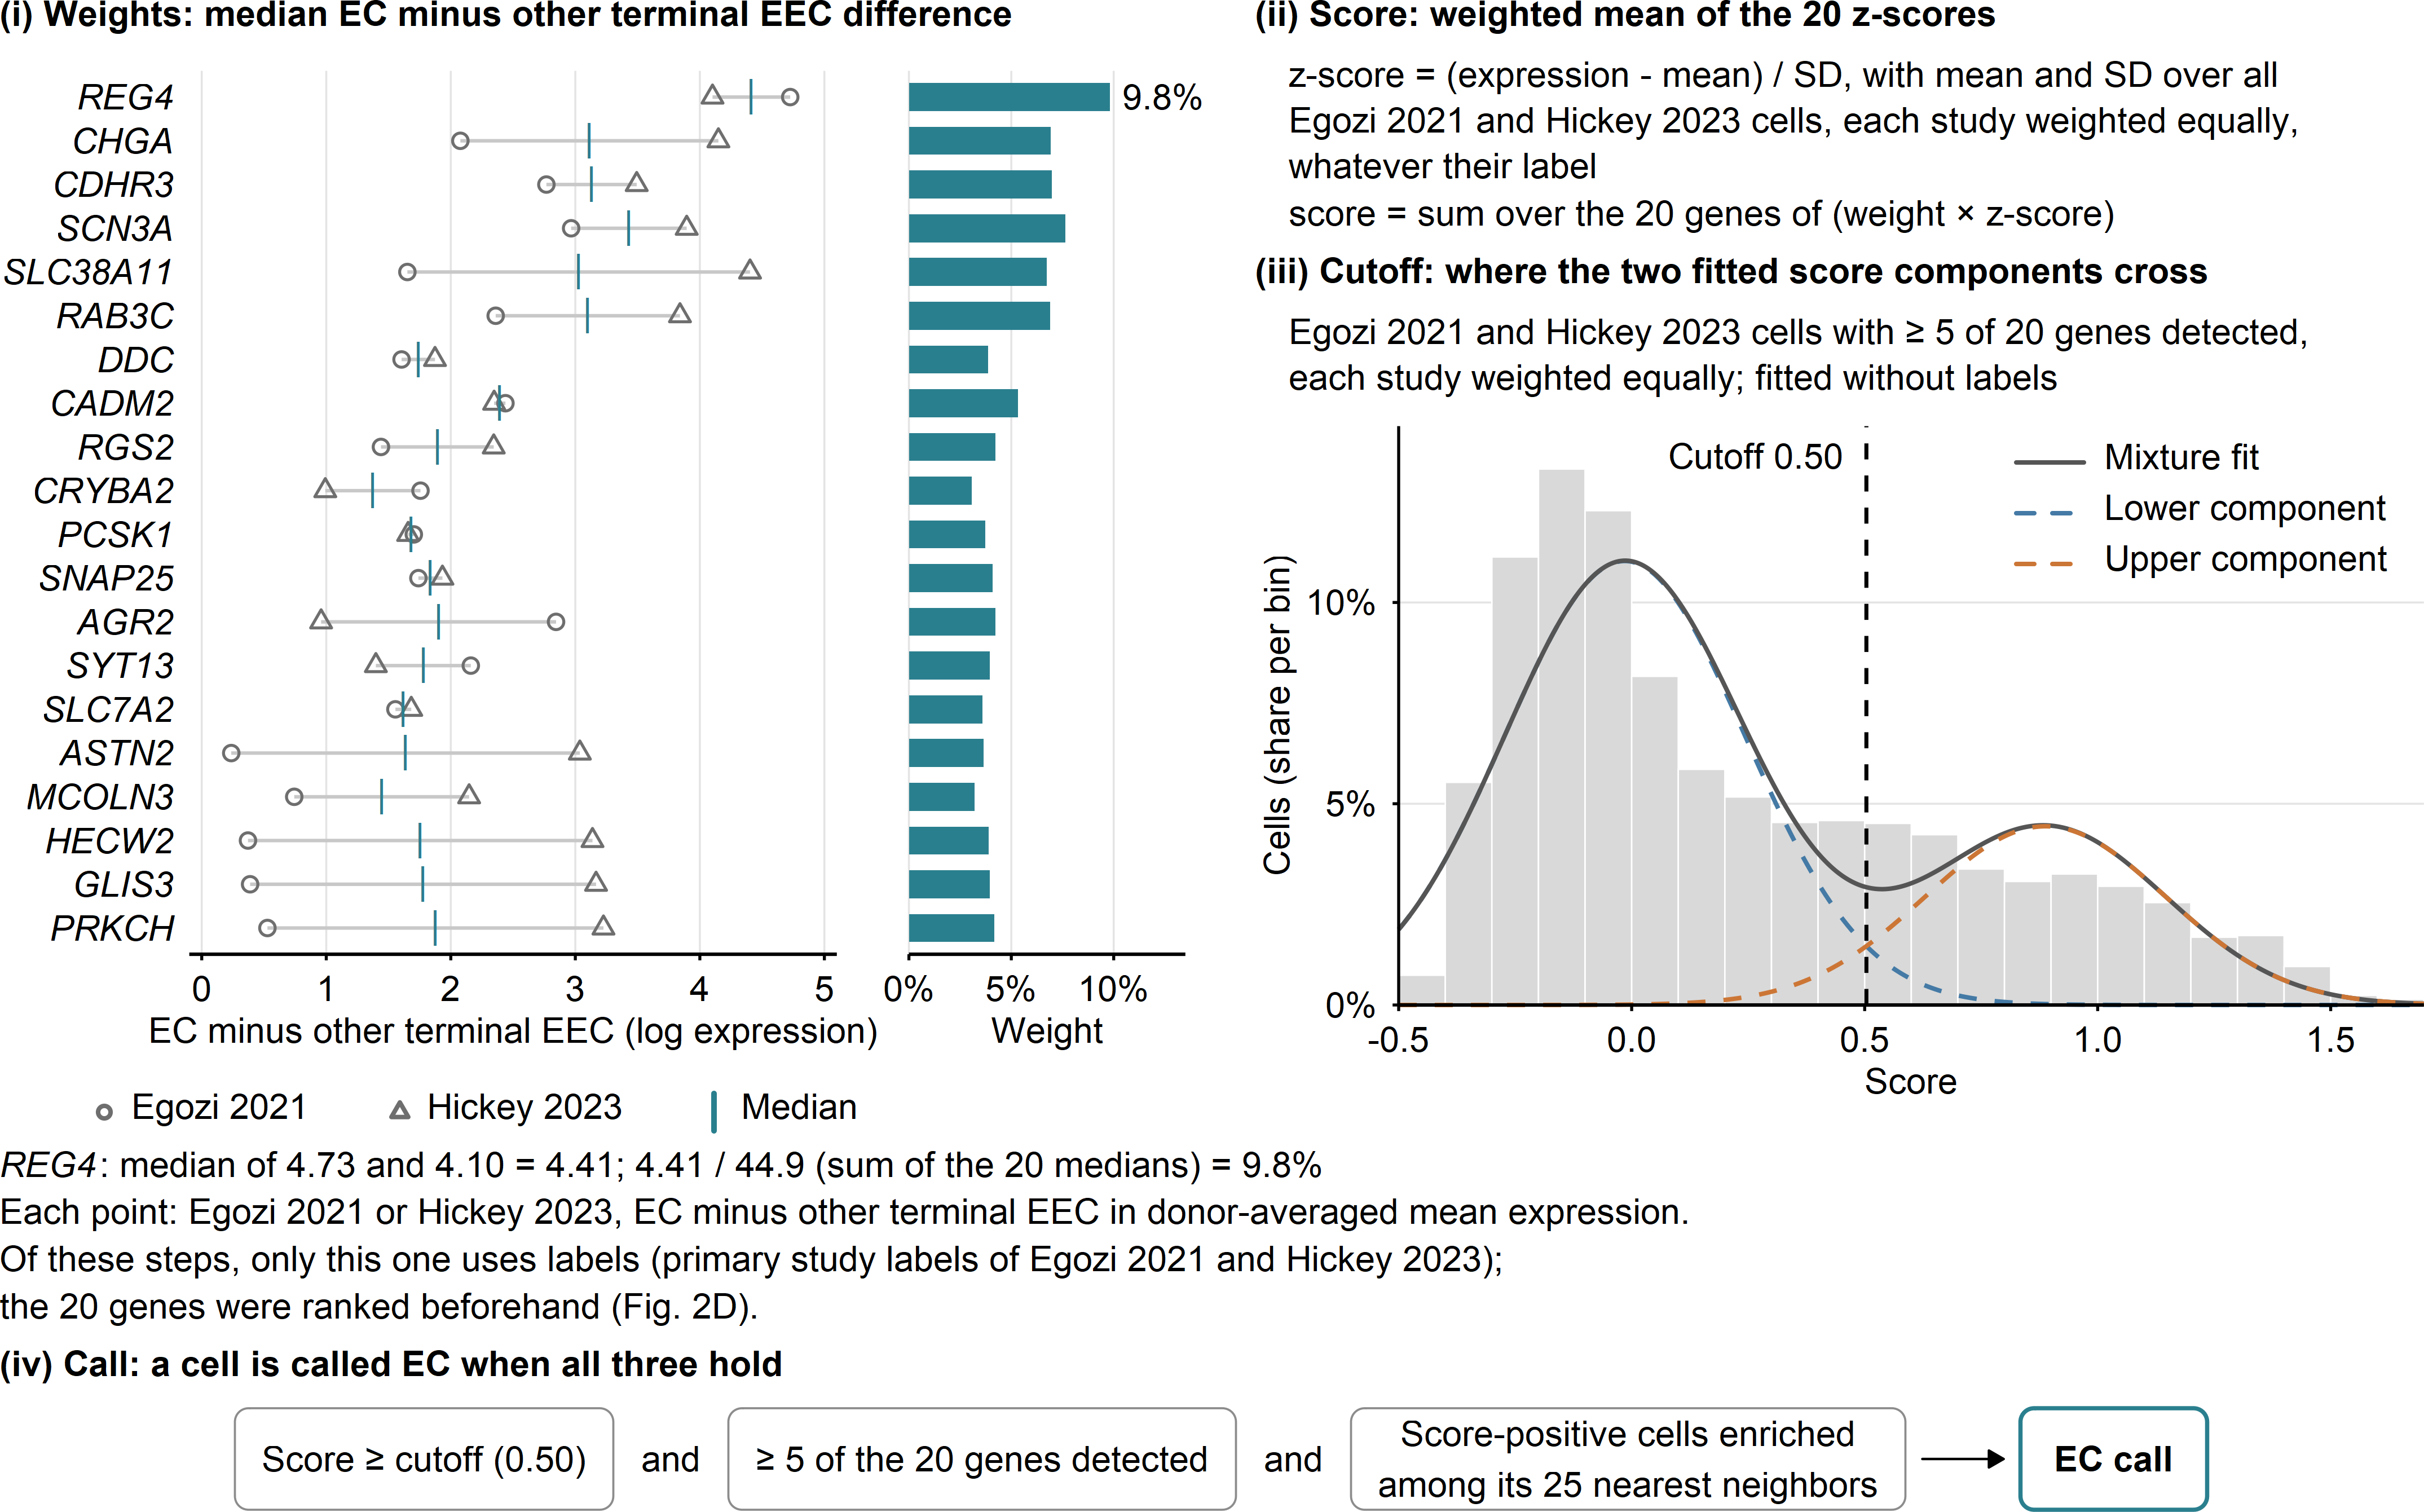 (i) Weights: median EC minus other terminal EEC difference
REG4
CHGA
CDHR3
SCN3A
SLC38A11
RAB3C
DDC
CADM2
RGS2
CRYBA2
PCSK1
SNAP25
AGR2
SYT13
SLC7A2
ASTN2
MCOLN3
HECW2
GLIS3
PRKCH
9.8%
0 1 2 3 4 5
EC minus other terminal EEC (log expression)
0% 5% 10%
Weight
Egozi 2021 Hickey 2023 Median
REG4: median of 4.73 and 4.10 = 4.41; 4.41 / 44.9 (sum of the 20 medians) = 9.8%
Each point: Egozi 2021 or Hickey 2023, EC minus other terminal EEC in donor-averaged mean expression.
Of these steps, only this one uses labels (primary study labels of Egozi 2021 and Hickey 2023);
the 20 genes were ranked beforehand (Fig. 2D).
(ii) Score: weighted mean of the 20 z-scores
z-score = (expression - mean) / SD, with mean and SD over all
Egozi 2021 and Hickey 2023 cells, each study weighted equally,
whatever their label
score = sum over the 20 genes of (weight × z-score)
(iii) Cutoff: where the two fitted score components cross
Egozi 2021 and Hickey 2023 cells with ≥ 5 of 20 genes detected,
each study weighted equally; fitted without labels
Cutoff 0.50
Mixture fit
Lower component
Upper component
Cells (share per bin)
10%
5%
0%
-0.5 0.0 0.5 1.0 1.5
Score
(iv) Call: a cell is called EC when all three hold
Score ≥ cutoff (0.50)
and
≥ 5 of the 20 genes detected
and
Score-positive cells enriched
among its 25 nearest neighbors
EC call